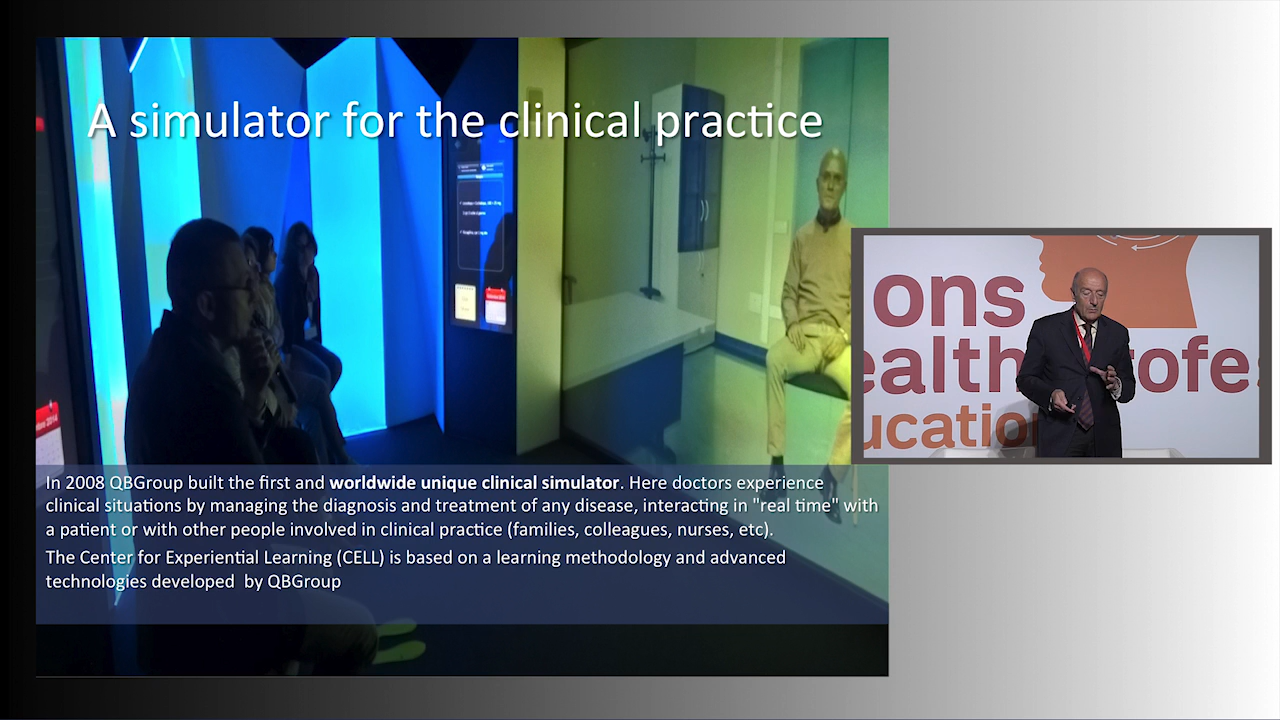 A simulator for the clinical practice
In 2008 QBGroup built the first and worldwide unique clinical simulator. Here doctors experience
clinical situations by managing the diagnosis and treatment of any disease, interacting in "real time" with
a patient or with other people involved in clinical practice (families, colleagues, nurses, etc).
The Center for Experiential Learning (CELL) is based on a learning methodology and advanced
technologies developed  by QBGroup
ons
ealth rofes
ucation
2014